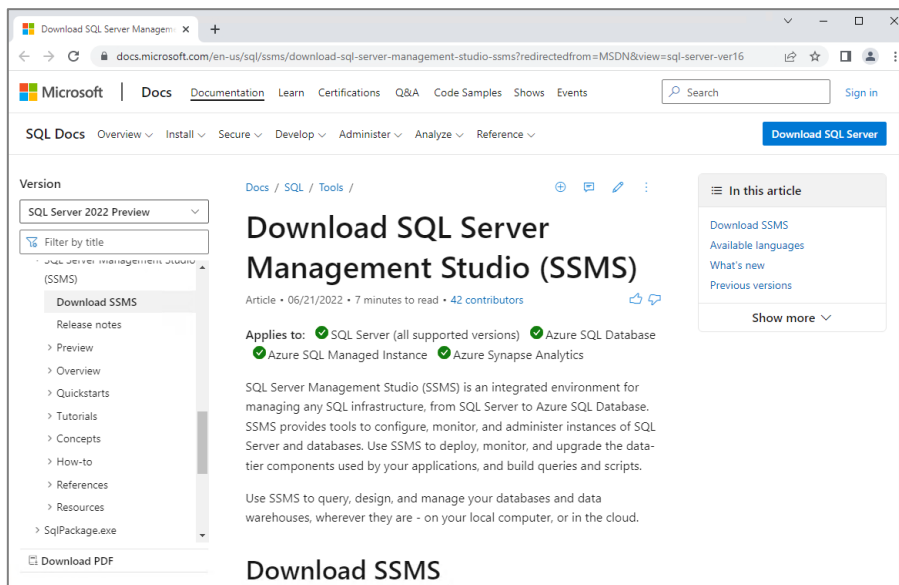 Download SQL Server Managem
docs.microsoft.com/en-us/sql/ssms/download-sql-server-management-studio-ssms?redirectedfrom=MSDN&view=sql-server-ver16
Microsoft Docs Documentation Learn Certifications Q&A Code Samples Shows Events Search Sign in
SQL Docs Overview Install Secure Develop Administer Analyze Reference Download SQL Server
Version
SQL Server 2022 Preview
Filter by title
SQL Server Management Studio
(SSMS)
Download SSMS
Release notes
Preview
Overview
Quickstarts
Tutorials
Concepts
How-to
References
Resources
SqlPackage.exe
Download PDF
Docs / SQL / Tools /
Download SQL Server
Management Studio (SSMS)
Article • 06/21/2022 • 7 minutes to read • 42 contributors
Applies to: SQL Server (all supported versions) Azure SQL Database
Azure SQL Managed Instance Azure Synapse Analytics
SQL Server Management Studio (SSMS) is an integrated environment for
managing any SQL infrastructure, from SQL Server to Azure SQL Database.
SSMS provides tools to configure, monitor, and administer instances of SQL
Server and databases. Use SSMS to deploy, monitor, and upgrade the data-
tier components used by your applications, and build queries and scripts.
Use SSMS to query, design, and manage your databases and data
warehouses, wherever they are - on your local computer, or in the cloud.
Download SSMS
In this article
Download SSMS
Available languages
What's new
Previous versions
Show more